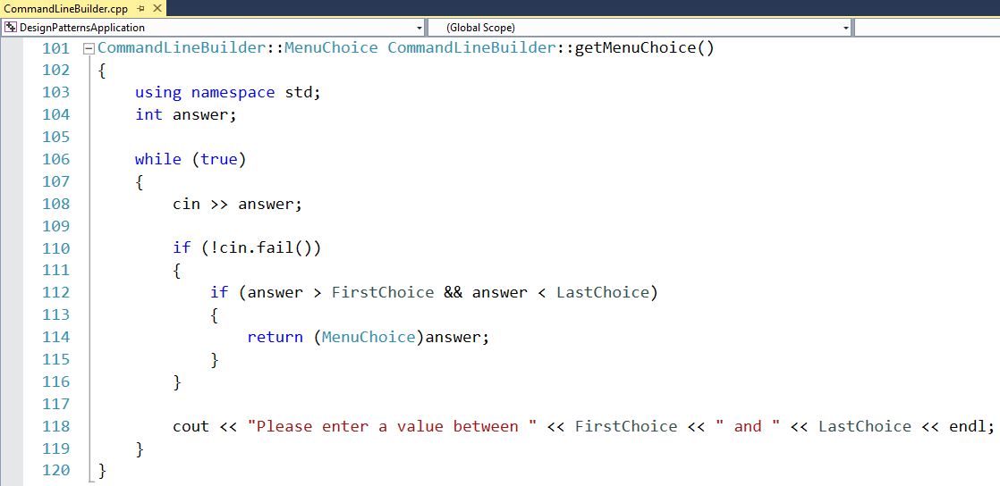 CommandLineBuilder.cpp
DesignPatternsApplication (Global Scope)
101 CommandLineBuilder::MenuChoice CommandLineBuilder::getMenuChoice()
102 {
103 using namespace std;
104 int answer;
105
106 while (true)
107 {
108 cin >> answer;
109
110 if (!cin.fail())
111 {
112 if (answer > FirstChoice && answer < LastChoice)
113 {
114 return (MenuChoice)answer;
115 }
116 }
117
118 cout << "Please enter a value between " << FirstChoice << " and " << LastChoice << endl;
119 }
120 }